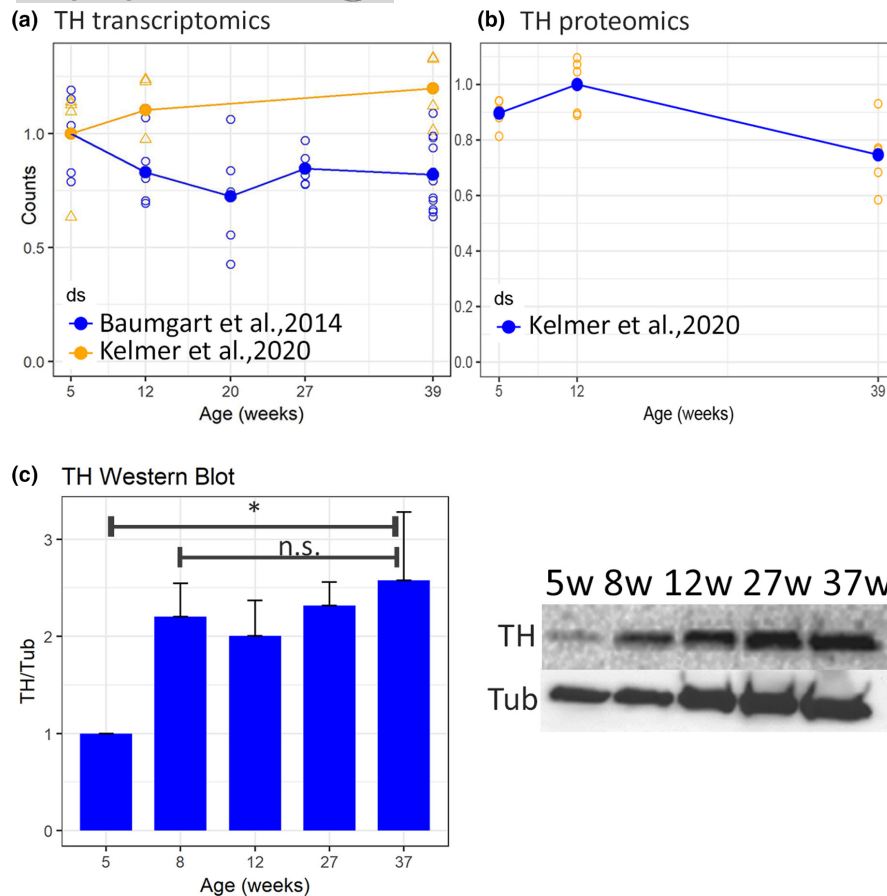 (a) TH transcriptomics
Counts
1.0
0.5
0.0
ds
Baumgart et al.,2014
Kelmer et al.,2020
5 12 20 27 39
Age (weeks)
(b) TH proteomics
1.0
0.8
0.6
0.4
0.2
0.0
ds
Kelmer et al.,2020
5 12 39
Age (weeks)
(c) TH Western Blot
TH/Tub
3
2
1
0
*
n.s.
5 8 12 27 37
Age (weeks)
5w 8w 12w 27w 37w
TH
Tub